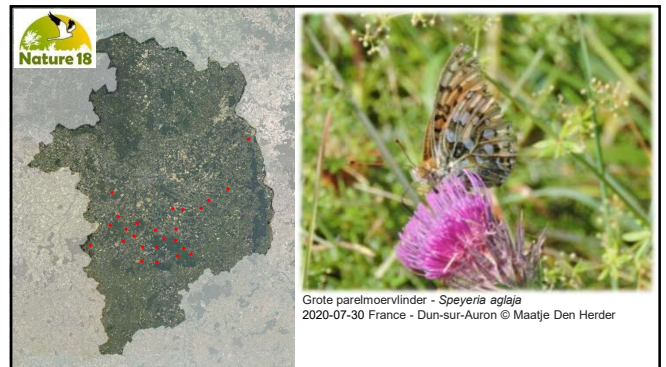 Nature 18
Grote parelmoervlinder - Speyeria aglaja
2020-07-30 France - Dun-sur-Auron © Maatje Den Herder